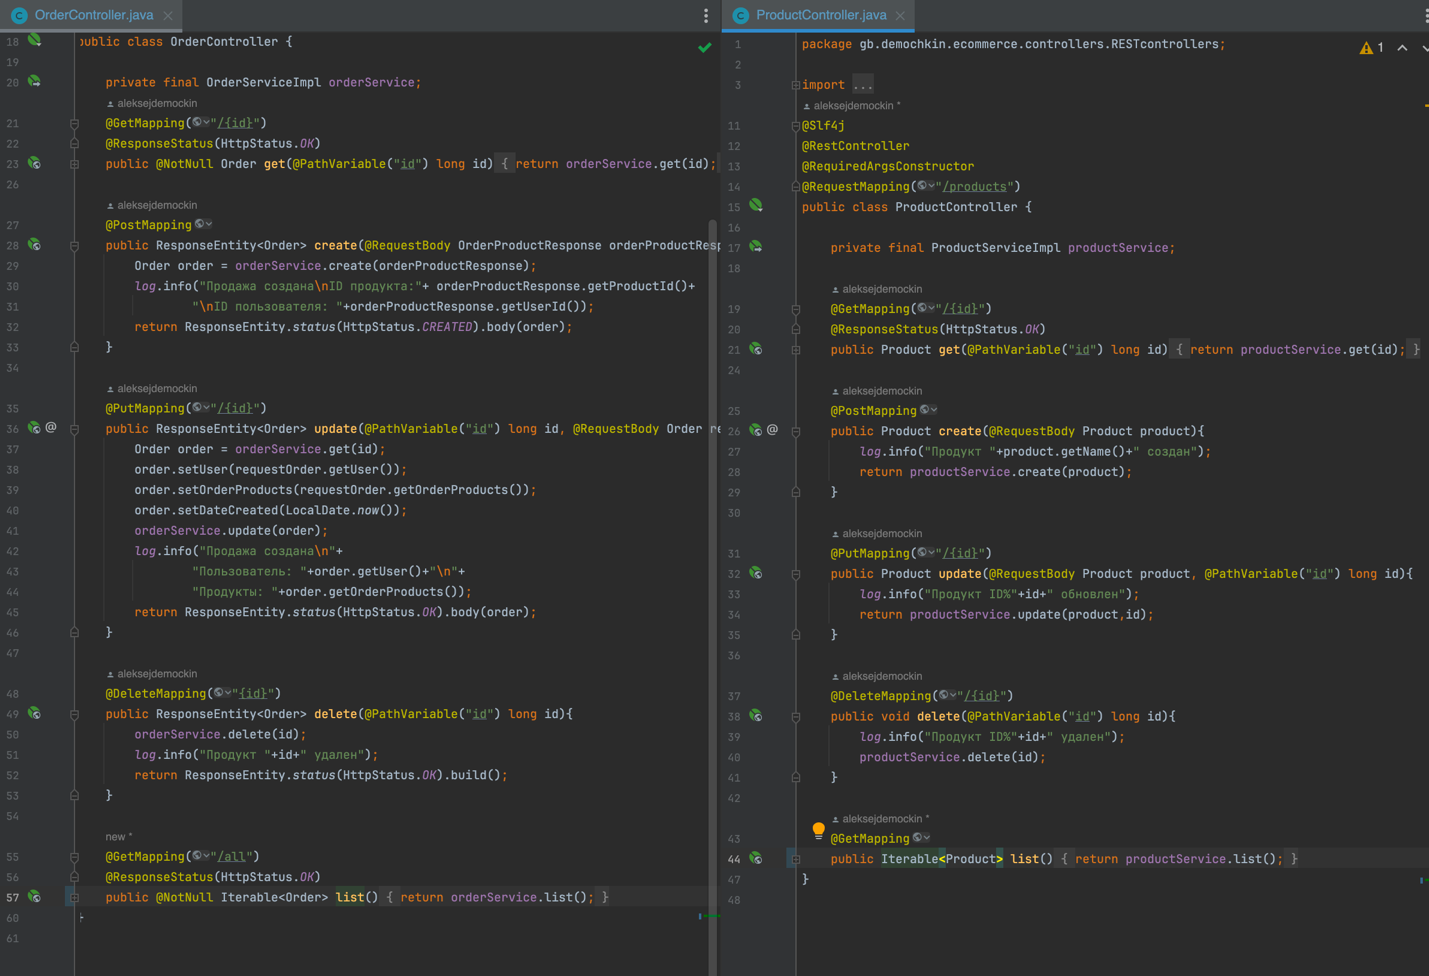 OrderController.java
18 public class OrderController {
19
20 private final OrderServiceImpl orderService;
aleksejdemockin
21 @GetMapping("/{id}")
22 @ResponseStatus(HttpStatus.OK)
23 public @NotNull Order get(@PathVariable("id") long id) { return orderService.get(id);
26
aleksejdemockin
27 @PostMapping
28 public ResponseEntity<Order> create(@RequestBody OrderProductResponse orderProductResp
29 Order order = orderService.create(orderProductResponse);
30 log.info("Продажа создана\nID продукта:"+ orderProductResponse.getProductId()+
31 "\nID пользователя: "+orderProductResponse.getUserId());
32 return ResponseEntity.status(HttpStatus.CREATED).body(order);
33 }
34
aleksejdemockin
35 @PutMapping("/{id}")
36 @ public ResponseEntity<Order> update(@PathVariable("id") long id, @RequestBody Order re
37 Order order = orderService.get(id);
38 order.setUser(requestOrder.getUser());
39 order.setOrderProducts(requestOrder.getOrderProducts());
40 order.setDateCreated(LocalDate.now());
41 orderService.update(order);
42 log.info("Продажа создана\n"+
43 "Пользователь: "+order.getUser()+"\n"+
44 "Продукты: "+order.getOrderProducts());
45 return ResponseEntity.status(HttpStatus.OK).body(order);
46 }
47
aleksejdemockin
48 @DeleteMapping("{id}")
49 public ResponseEntity<Order> delete(@PathVariable("id") long id){
50 orderService.delete(id);
51 log.info("Продукт "+id+" удален");
52 return ResponseEntity.status(HttpStatus.OK).build();
53 }
54
new *
55 @GetMapping("/all")
56 @ResponseStatus(HttpStatus.OK)
57 public @NotNull Iterable<Order> list() { return orderService.list(); }
60 }
61
ProductController.java
1 package gb.demochkin.ecommerce.controllers.RESTcontrollers;
1
2
3 import ...
aleksejdemockin *
11 @Slf4j
12 @RestController
13 @RequiredArgsConstructor
14 @RequestMapping("/products")
15 public class ProductController {
16
17 private final ProductServiceImpl productService;
18
aleksejdemockin
19 @GetMapping("/{id}")
20 @ResponseStatus(HttpStatus.OK)
21 public Product get(@PathVariable("id") long id) { return productService.get(id); }
24
aleksejdemockin
25 @PostMapping
26 @ public Product create(@RequestBody Product product){
27 log.info("Продукт "+product.getName()+" создан");
28 return productService.create(product);
29 }
30
aleksejdemockin
31 @PutMapping("/{id}")
32 public Product update(@RequestBody Product product, @PathVariable("id") long id){
33 log.info("Продукт ID%"+id+" обновлен");
34 return productService.update(product,id);
35 }
36
aleksejdemockin
37 @DeleteMapping("/{id}")
38 public void delete(@PathVariable("id") long id){
39 log.info("Продукт ID%"+id+" удален");
40 productService.delete(id);
41 }
42
aleksejdemockin *
43 @GetMapping
44 public Iterable<Product> list() { return productService.list(); }
47 }
48